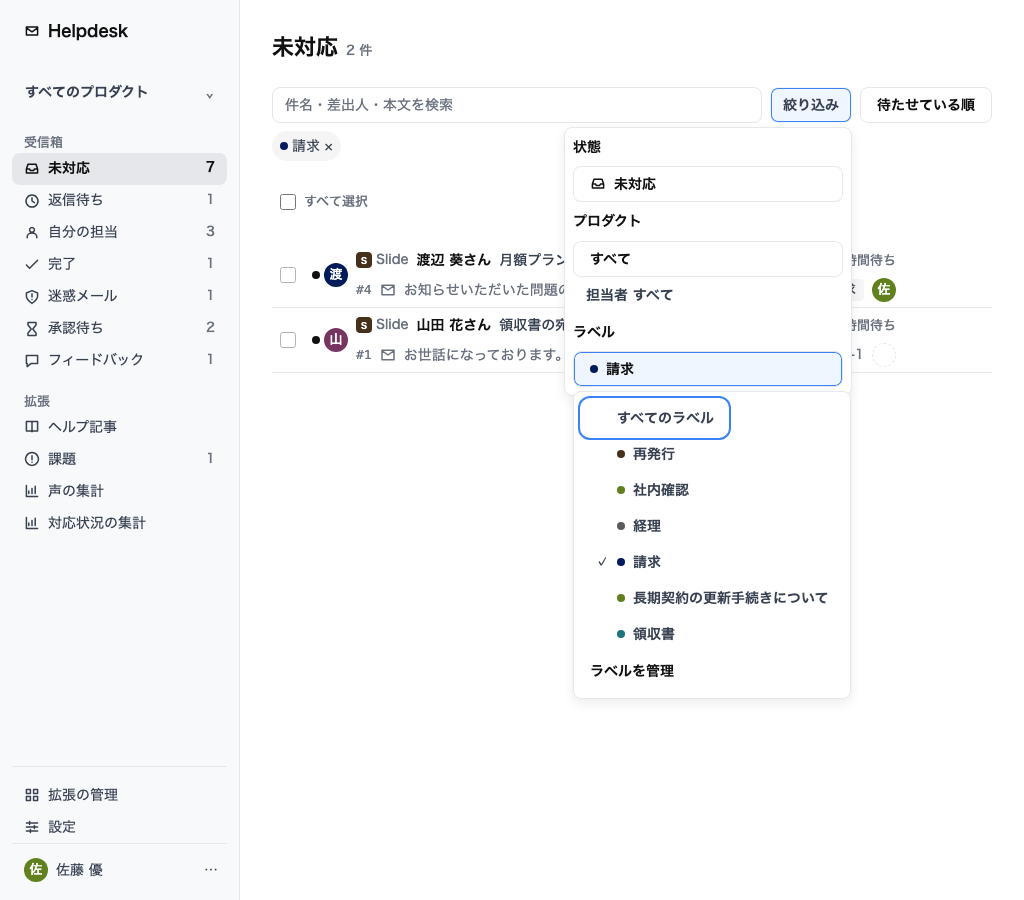 Helpdesk
すべてのプロダクト
受信箱
未対応 7
返信待ち 1
自分の担当 3
完了 1
迷惑メール 1
承認待ち 2
フィードバック 1
拡張
ヘルプ記事
課題 1
声の集計
対応状況の集計
拡張の管理
設定
佐 佐藤 優 …
未対応 2 件
件名・差出人・本文を検索 絞り込み 待たせている順
請求 ×
すべて選択
渡 S Slide 渡辺 葵さん 月額プラン 時間待ち
#4 お知らせいただいた問題の 佐
山 S Slide 山田 花さん 領収書の宛 時間待ち
#1 お世話になっております。 -1
状態
未対応
プロダクト
すべて
担当者 すべて
ラベル
請求
すべてのラベル
再発行
社内確認
経理
✓ 請求
長期契約の更新手続きについて
領収書
ラベルを管理